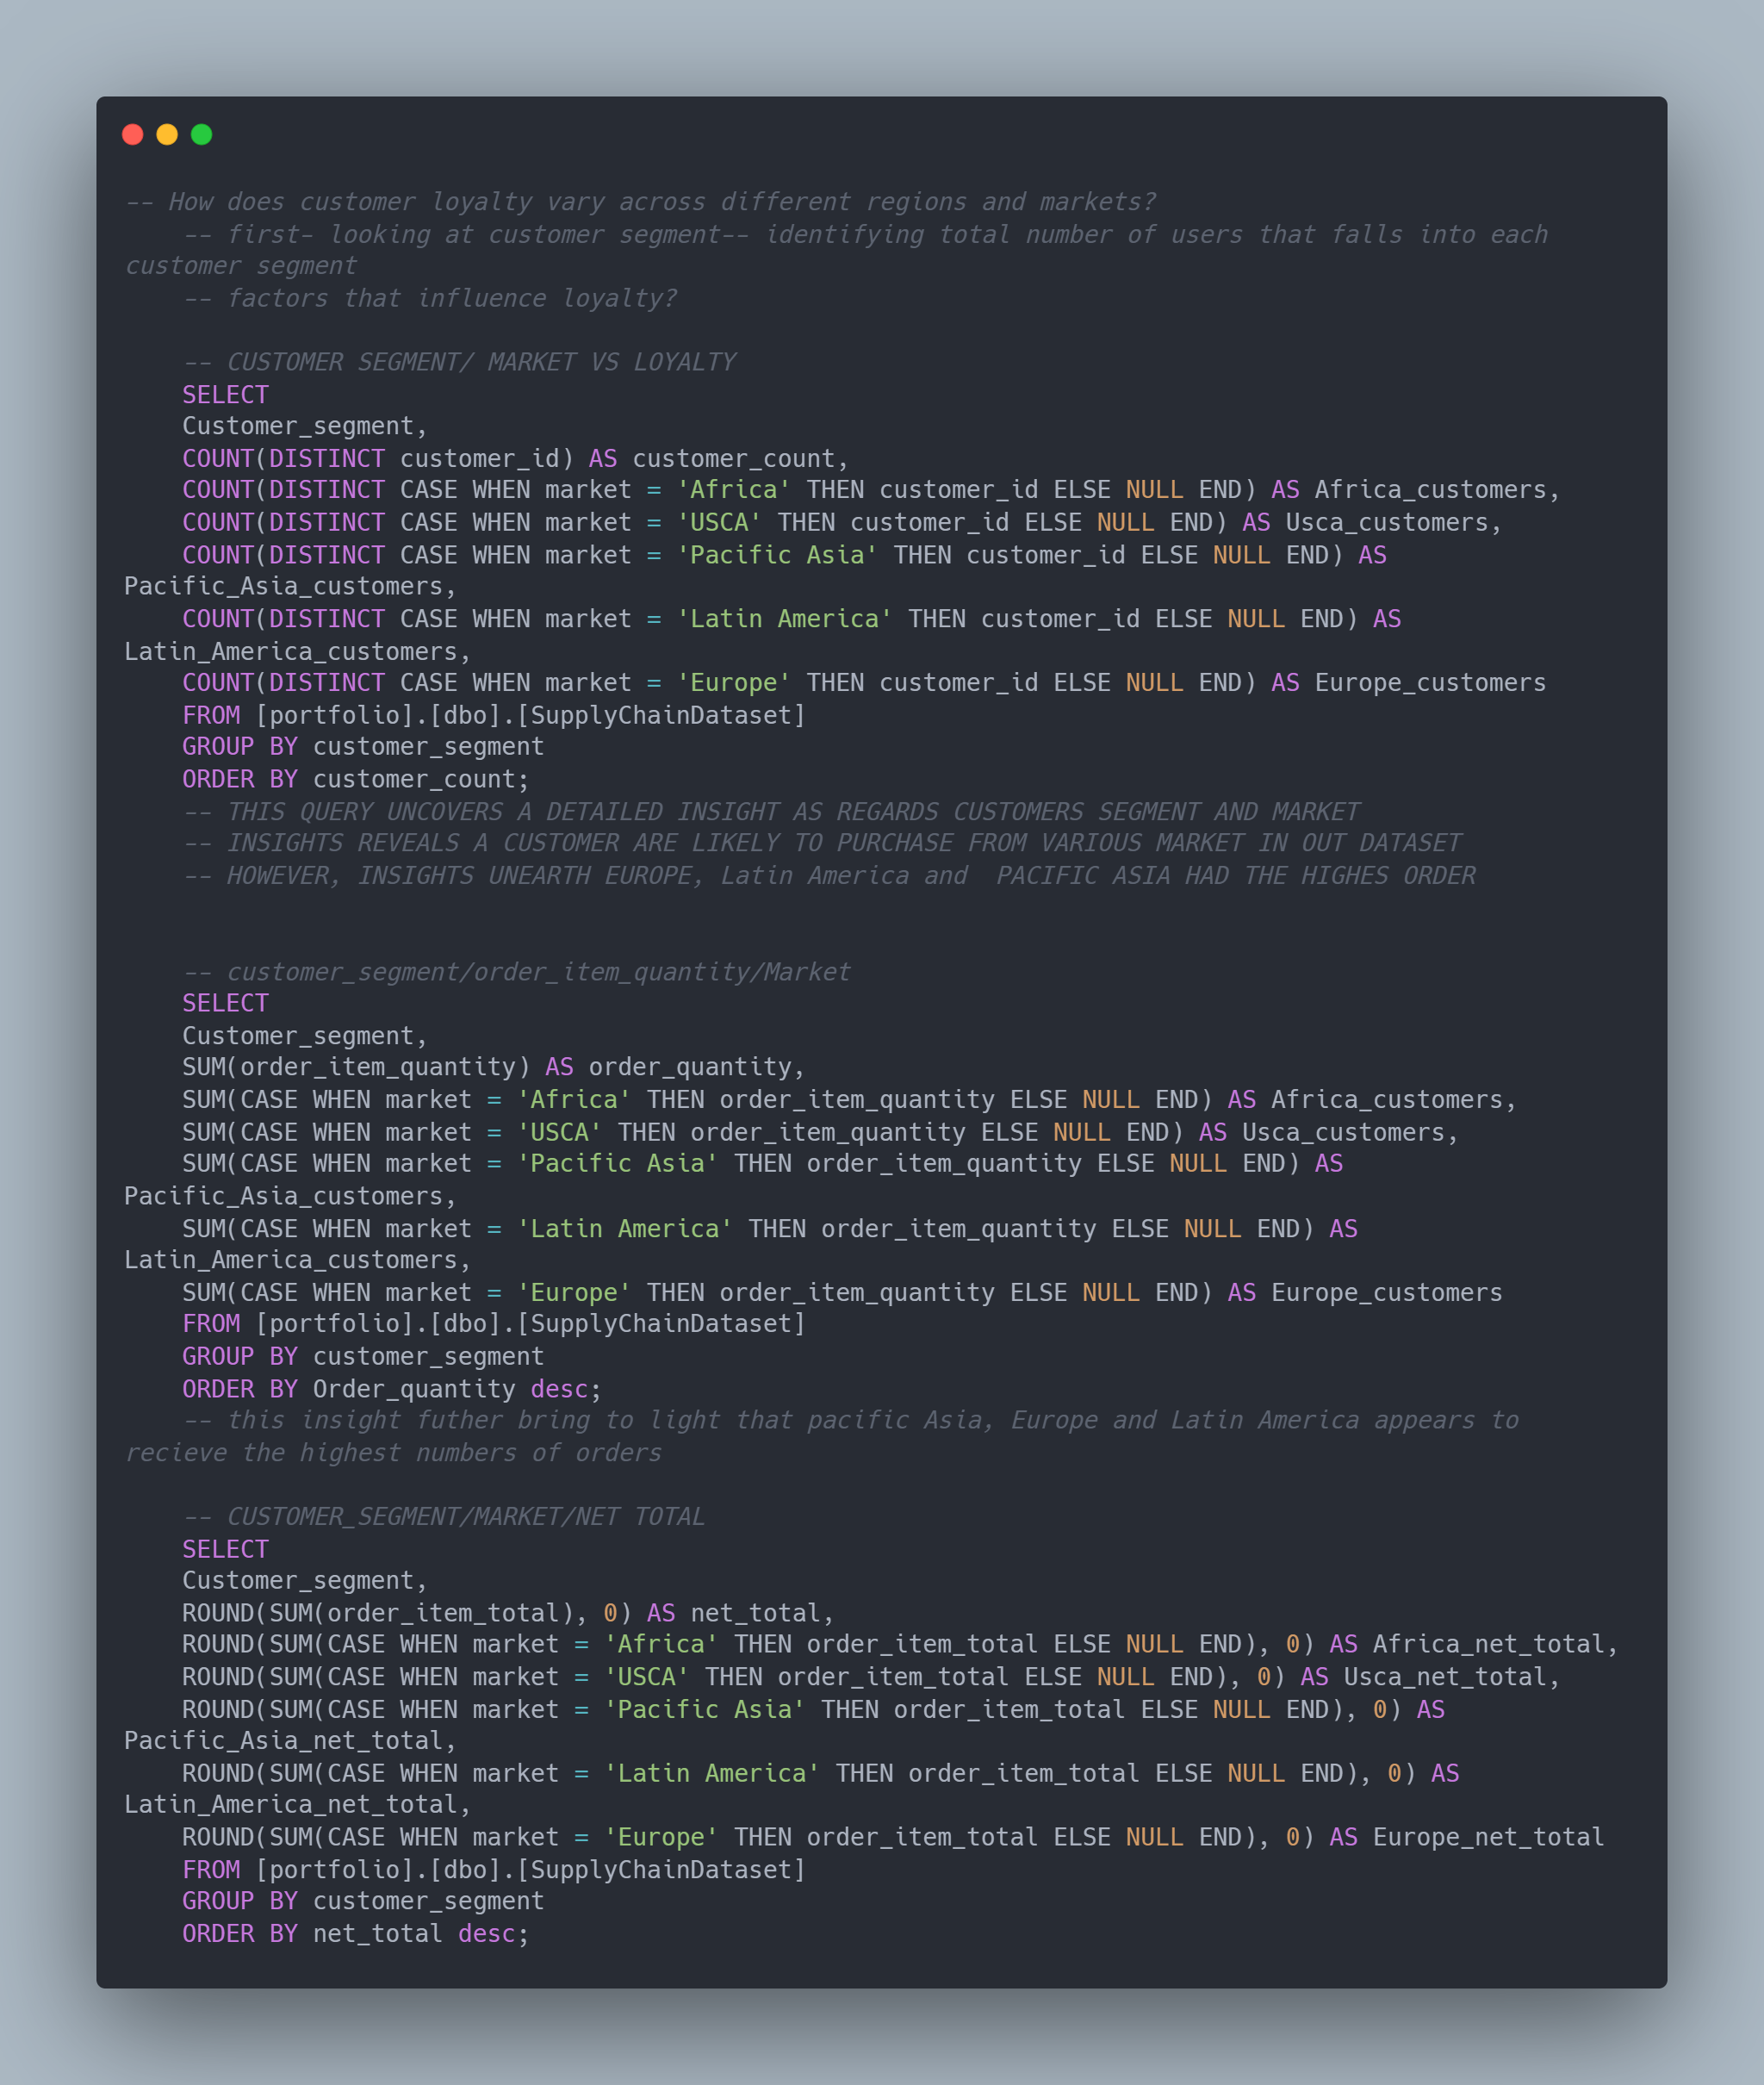 -- How does customer loyalty vary across different regions and markets?
-- first- looking at customer segment-- identifying total number of users that falls into each
customer segment
-- factors that influence loyalty?
-- CUSTOMER SEGMENT/ MARKET VS LOYALTY
SELECT
Customer_segment,
COUNT(DISTINCT customer_id) AS customer_count,
COUNT(DISTINCT CASE WHEN market = 'Africa' THEN customer_id ELSE NULL END) AS Africa_customers,
COUNT(DISTINCT CASE WHEN market = 'USCA' THEN customer_id ELSE NULL END) AS Usca_customers,
COUNT(DISTINCT CASE WHEN market = 'Pacific Asia' THEN customer_id ELSE NULL END) AS
Pacific_Asia_customers,
COUNT(DISTINCT CASE WHEN market = 'Latin America' THEN customer_id ELSE NULL END) AS
Latin_America_customers,
COUNT(DISTINCT CASE WHEN market = 'Europe' THEN customer_id ELSE NULL END) AS Europe_customers
FROM [portfolio].[dbo].[SupplyChainDataset]
GROUP BY customer_segment
ORDER BY customer_count;
-- THIS QUERY UNCOVERS A DETAILED INSIGHT AS REGARDS CUSTOMERS SEGMENT AND MARKET
-- INSIGHTS REVEALS A CUSTOMER ARE LIKELY TO PURCHASE FROM VARIOUS MARKET IN OUT DATASET
-- HOWEVER, INSIGHTS UNEARTH EUROPE, Latin America and  PACIFIC ASIA HAD THE HIGHES ORDER
-- customer_segment/order_item_quantity/Market
SELECT
Customer_segment,
SUM(order_item_quantity) AS order_quantity,
SUM(CASE WHEN market = 'Africa' THEN order_item_quantity ELSE NULL END) AS Africa_customers,
SUM(CASE WHEN market = 'USCA' THEN order_item_quantity ELSE NULL END) AS Usca_customers,
SUM(CASE WHEN market = 'Pacific Asia' THEN order_item_quantity ELSE NULL END) AS
Pacific_Asia_customers,
SUM(CASE WHEN market = 'Latin America' THEN order_item_quantity ELSE NULL END) AS
Latin_America_customers,
SUM(CASE WHEN market = 'Europe' THEN order_item_quantity ELSE NULL END) AS Europe_customers
FROM [portfolio].[dbo].[SupplyChainDataset]
GROUP BY customer_segment
ORDER BY Order_quantity desc;
-- this insight futher bring to light that pacific Asia, Europe and Latin America appears to
recieve the highest numbers of orders
-- CUSTOMER_SEGMENT/MARKET/NET TOTAL
SELECT
Customer_segment,
ROUND(SUM(order_item_total), 0) AS net_total,
ROUND(SUM(CASE WHEN market = 'Africa' THEN order_item_total ELSE NULL END), 0) AS Africa_net_total,
ROUND(SUM(CASE WHEN market = 'USCA' THEN order_item_total ELSE NULL END), 0) AS Usca_net_total,
ROUND(SUM(CASE WHEN market = 'Pacific Asia' THEN order_item_total ELSE NULL END), 0) AS
Pacific_Asia_net_total,
ROUND(SUM(CASE WHEN market = 'Latin America' THEN order_item_total ELSE NULL END), 0) AS
Latin_America_net_total,
ROUND(SUM(CASE WHEN market = 'Europe' THEN order_item_total ELSE NULL END), 0) AS Europe_net_total
FROM [portfolio].[dbo].[SupplyChainDataset]
GROUP BY customer_segment
ORDER BY net_total desc;